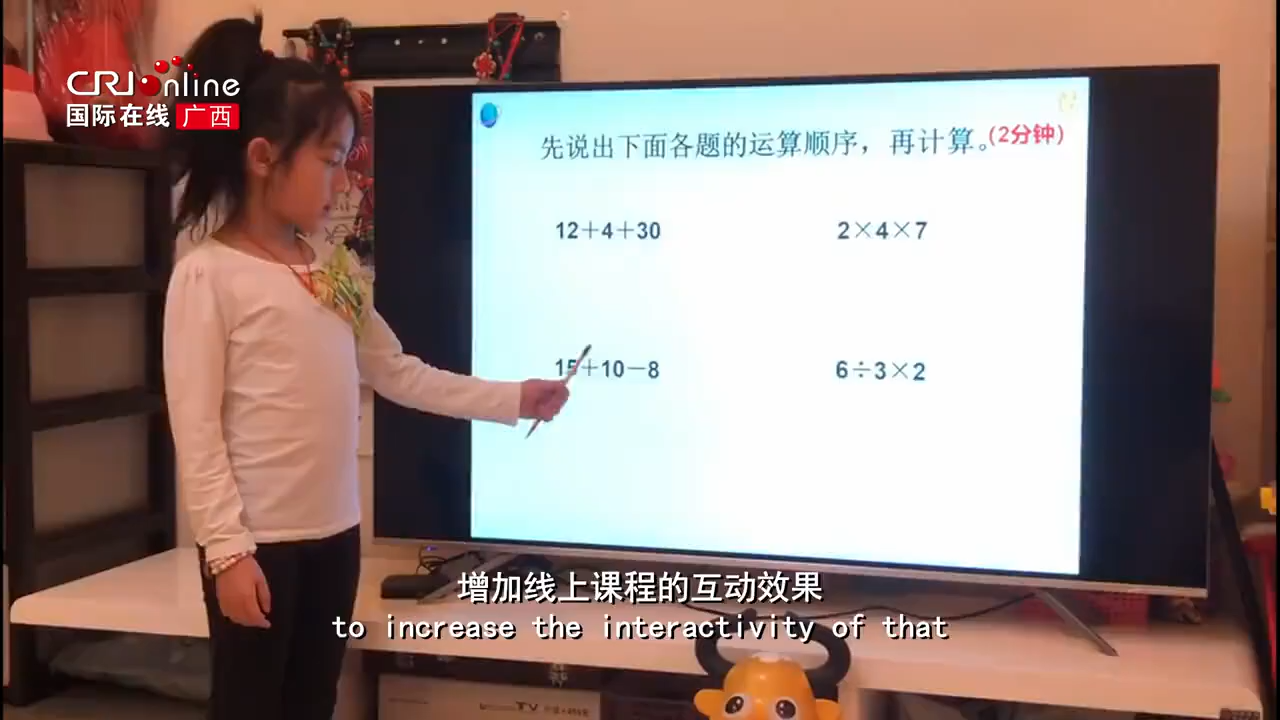 CRIOnline
国际在线 广西
先说出下面各题的运算顺序，再计算。(2分钟)
12+4+30
2×4×7
15+10-8
6÷3×2
增加线上课程的互动效果
to increase the interactivity of that
TV